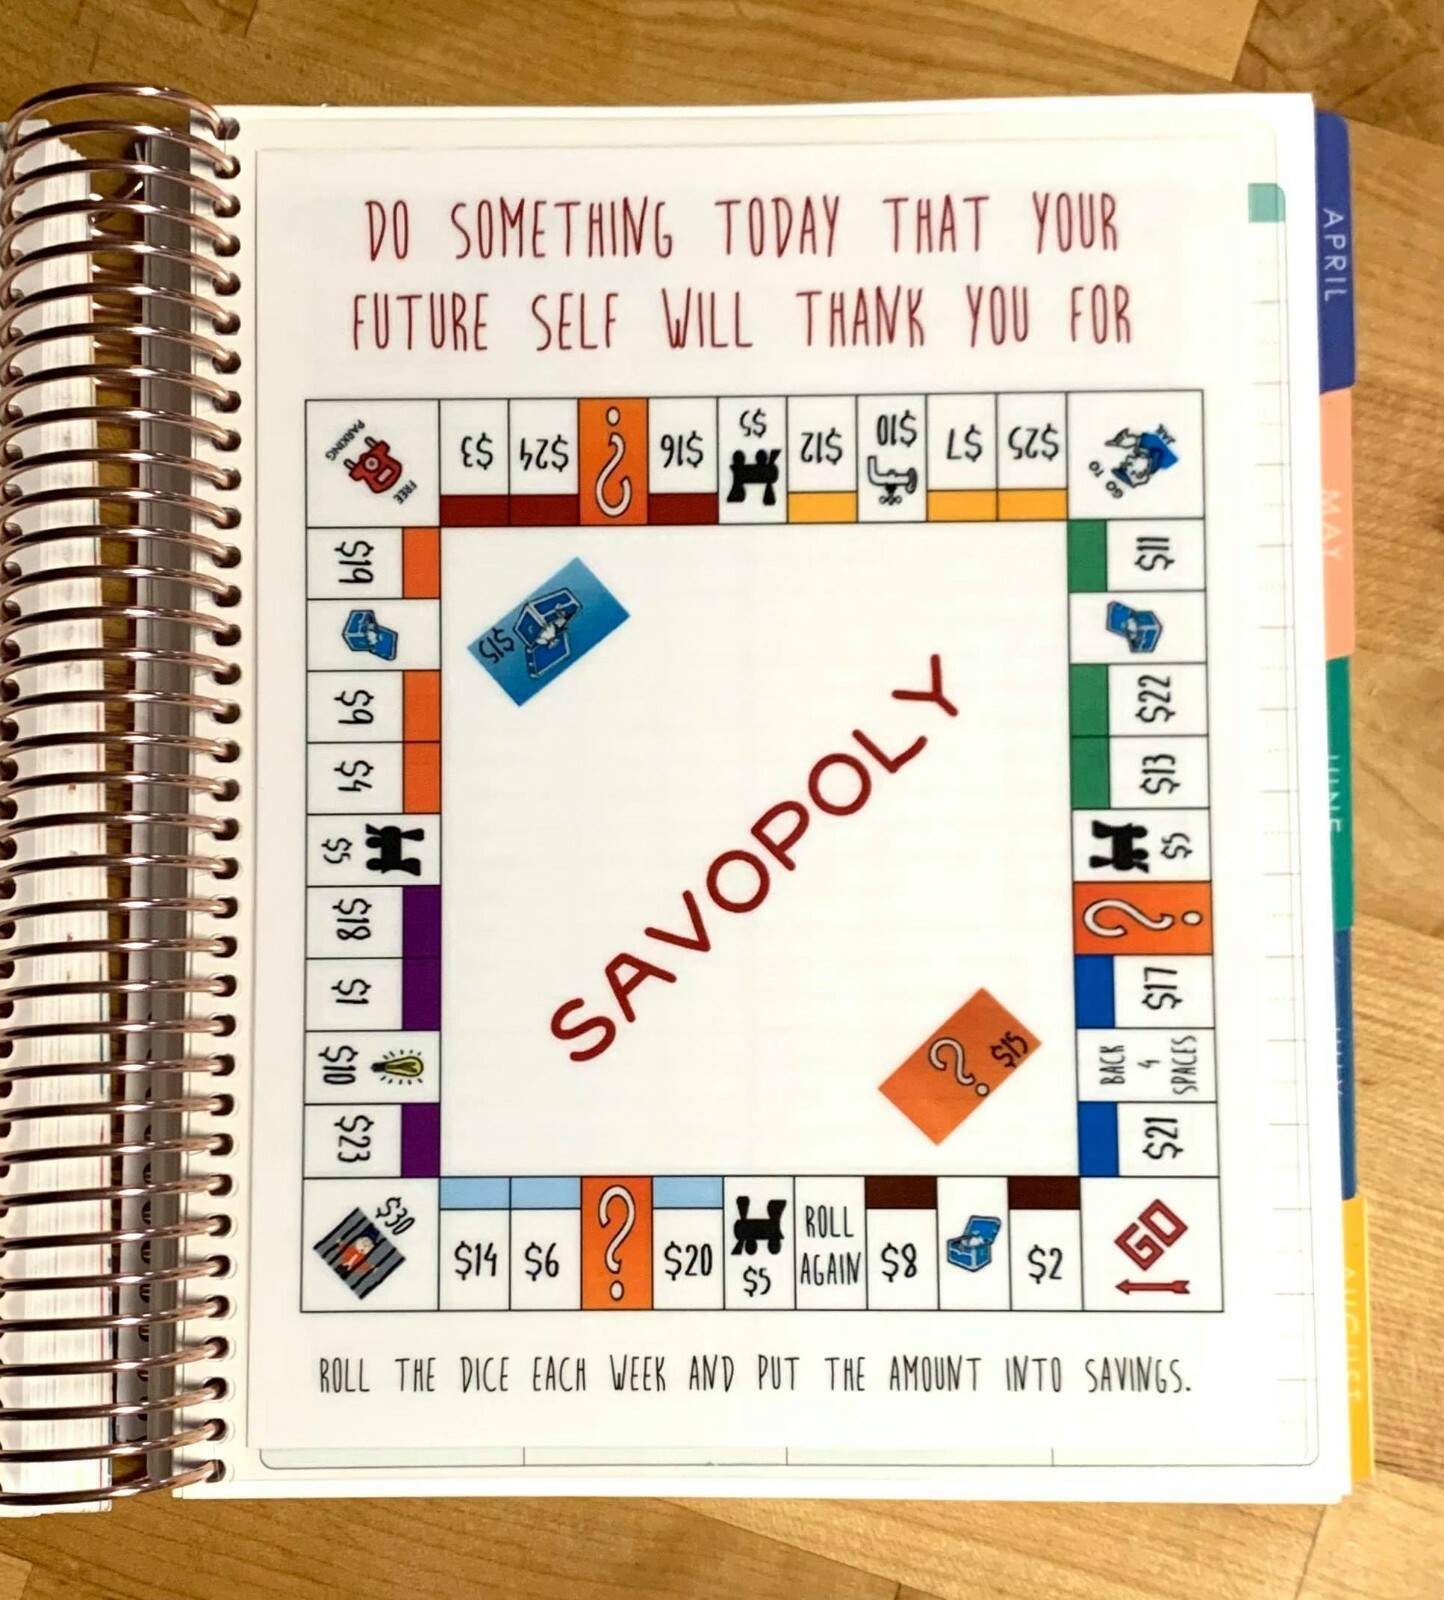 DO SOMETHING TODAY THAT YOUR
FUTURE SELF WILL THANK YOU FOR
FREE
PARKING
$3
$24
?
$16
$5
$12
$10
$7
$25
GO TO
JAIL
$19
$9
$4
$5
$18
$1
$10
$23
$11
$22
$13
$5
?
$17
BACK
4
SPACES
$21
$15
SAVOPOLY
?
$15
$30
$14
$6
?
$20
$5
ROLL
AGAIN
$8
$2
GO
ROLL THE DICE EACH WEEK AND PUT THE AMOUNT INTO SAVINGS.
APRIL
MAY
JUNE
JULY
AUGUST